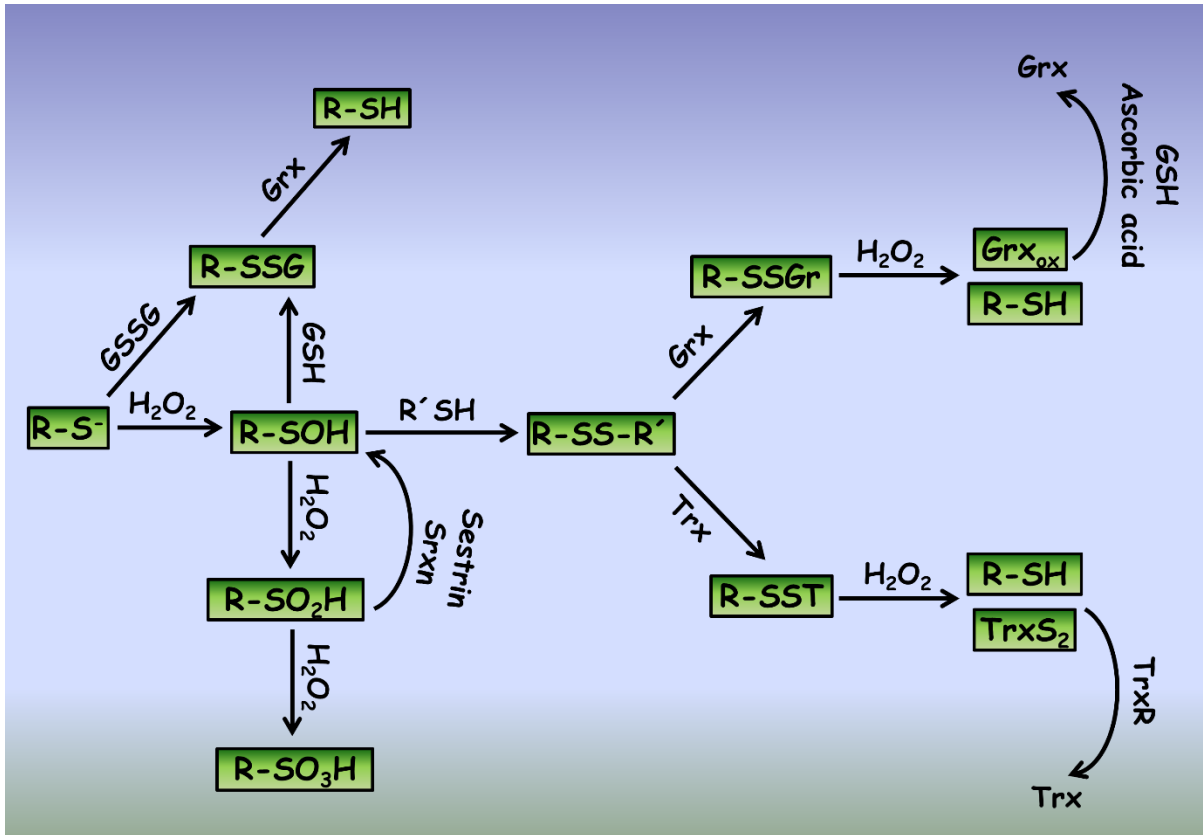 Grx
GSH
Ascorbic acid
R-SH
Grx
R-SSG
R-SSGr
H₂O₂
Grxₒₓ
R-SH
GSSG
GSH
Grx
R-S⁻
H₂O₂
R-SOH
R´SH
R-SS-R´
H₂O₂
Sestrin
Srxn
Trx
R-SO₂H
R-SST
H₂O₂
R-SH
TrxS₂
H₂O₂
TrxR
R-SO₃H
Trx